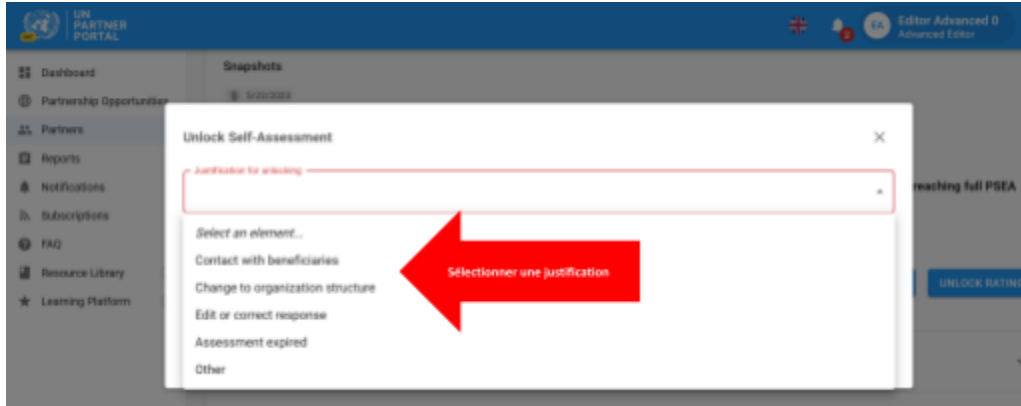 UN
PARTNER
PORTAL
2
EA
Editor Advanced 0
Advanced Editor
Dashboard
Partnership Opportunities
Partners
Reports
Notifications
Subscriptions
FAQ
Resource Library
Learning Platform
Snapshots
5/22/2023
Unlock Self-Assessment
Justification for unlocking
reaching full PSEA
Select an element...
Contact with beneficiaries
Change to organization structure
Edit or correct response
Assessment expired
Other
Sélectionner une justification
UNLOCK RATING